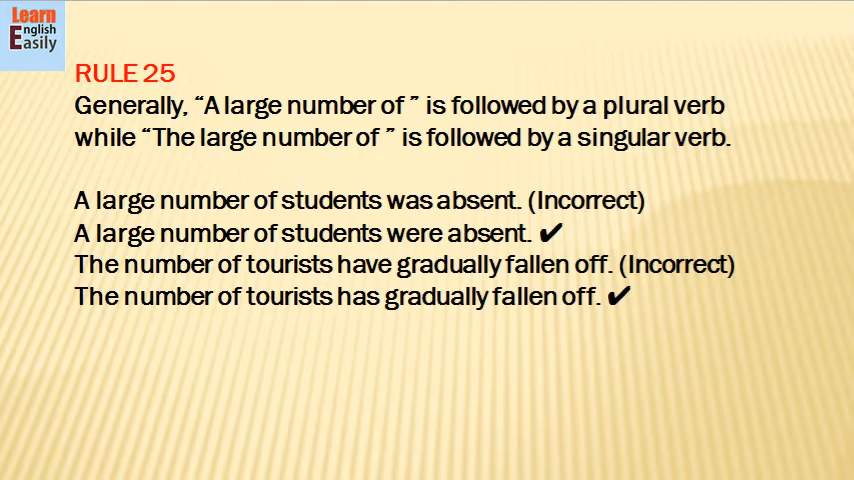 Learn
English
Easily
RULE 25
Generally, “A large number of ” is followed by a plural verb
while “The large number of ” is followed by a singular verb.
A large number of students was absent. (Incorrect)
A large number of students were absent. ✔
The number of tourists have gradually fallen off. (Incorrect)
The number of tourists has gradually fallen off. ✔